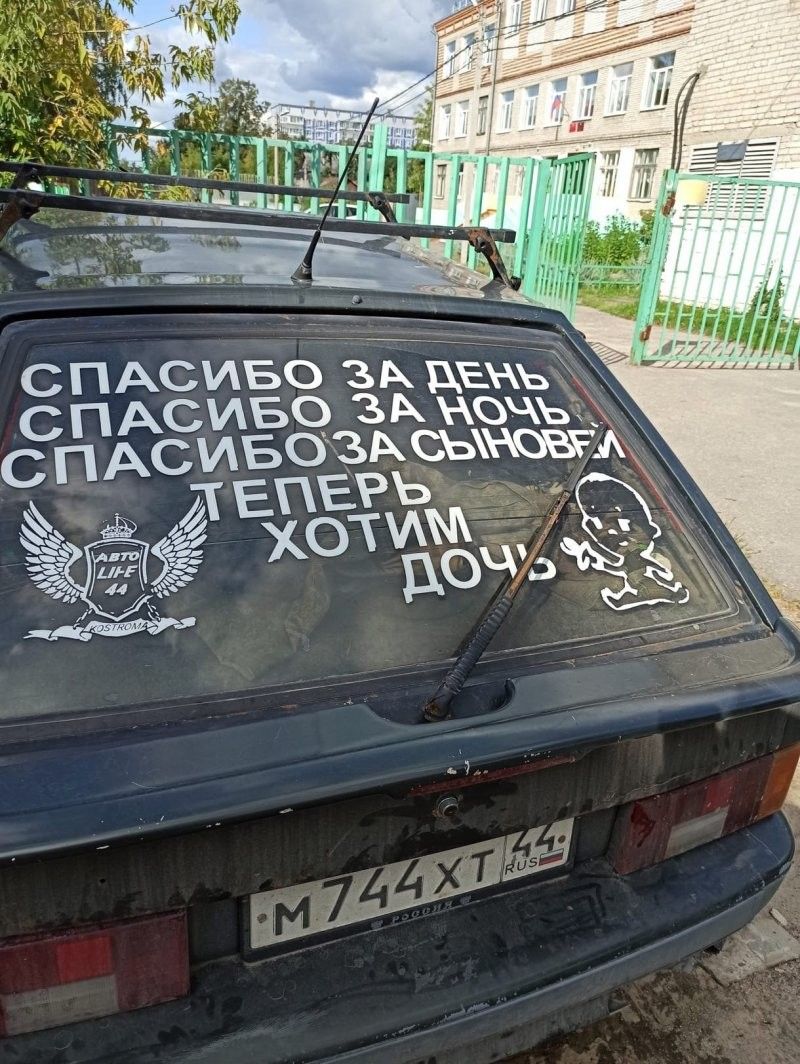 СПАСИБО ЗА ДЕНЬ
СПАСИБО ЗА НОЧЬ
СПАСИБО ЗА СЫНОВЕЙ
ТЕПЕРЬ
ХОТИМ
ДОЧЬ
АВТО
LIFE
44
KOSTROMA
М744ХТ 44
RUS
РОССИЯ